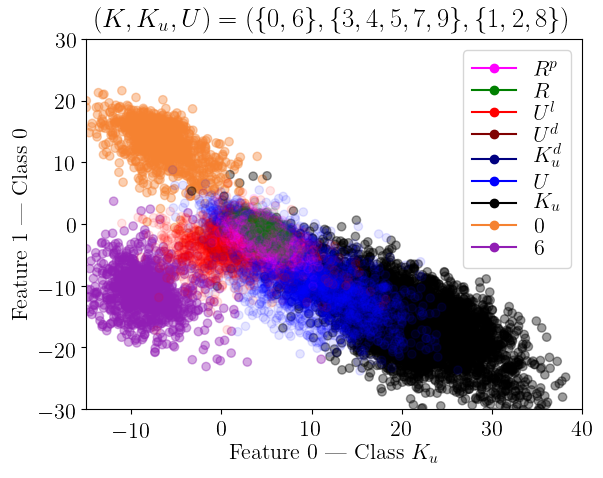 (K, K_u, U) = ({0, 6}, {3, 4, 5, 7, 9}, {1, 2, 8})
30
20
10
0
−10
−20
−30
Feature 1 — Class 0
R^p
R
U^l
U^d
K_u^d
U
K_u
0
6
−10
0
10
20
30
40
Feature 0 — Class K_u